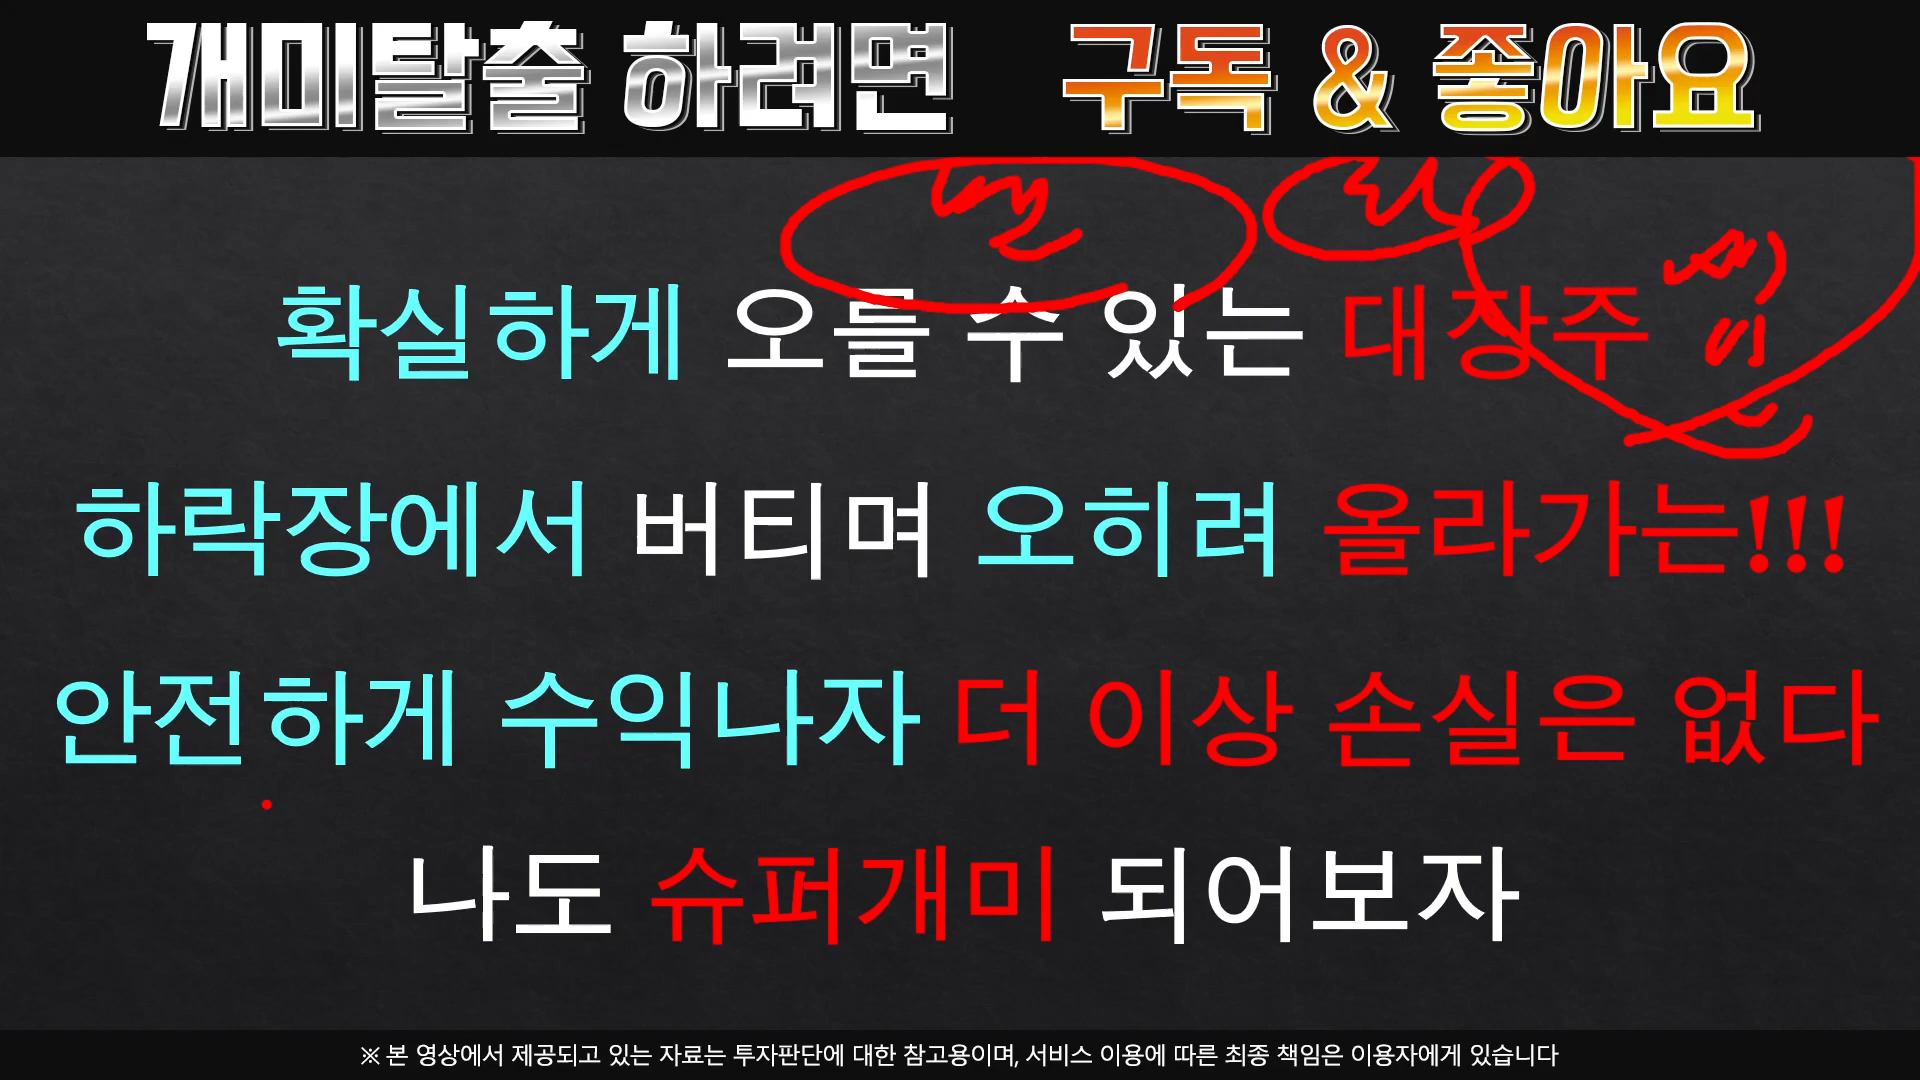 개미탈출 하려면 구독 & 좋아요
확실하게 오를 수 있는 대장주
하락장에서 버티며 오히려 올라가는!!!
안전하게 수익나자 더 이상 손실은 없다
나도 슈퍼개미 되어보자
※ 본 영상에서 제공되고 있는 자료는 투자판단에 대한 참고용이며, 서비스 이용에 따른 최종 책임은 이용자에게 있습니다